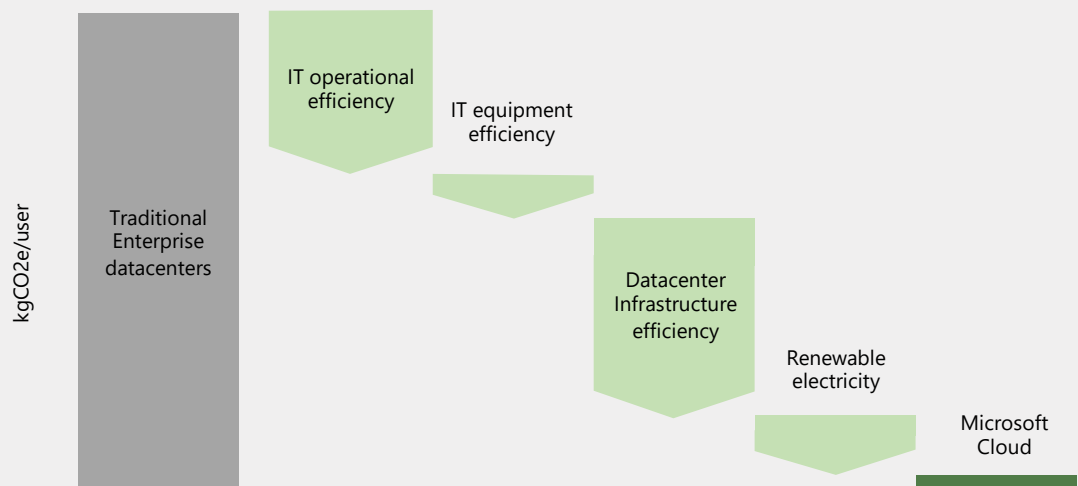 kgCO2e/user
Traditional
Enterprise
datacenters
IT operational
efficiency
IT equipment
efficiency
Datacenter
Infrastructure
efficiency
Renewable
electricity
Microsoft
Cloud